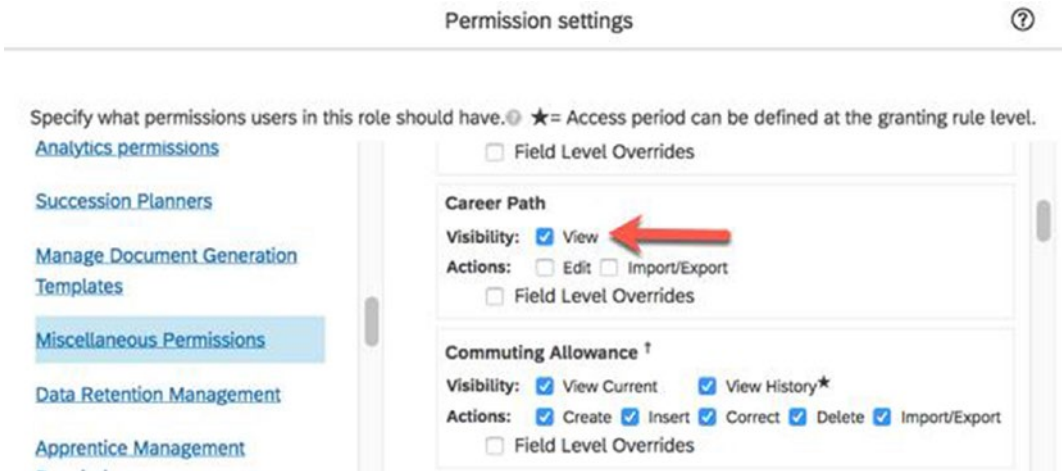 Permission settings
Specify what permissions users in this role should have. ★= Access period can be defined at the granting rule level.
Analytics permissions
Succession Planners
Manage Document Generation
Templates
Miscellaneous Permissions
Data Retention Management
Apprentice Management
Field Level Overrides
Career Path
Visibility: View
Actions: Edit Import/Export
Field Level Overrides
Commuting Allowance †
Visibility: View Current View History★
Actions: Create Insert Correct Delete Import/Export
Field Level Overrides